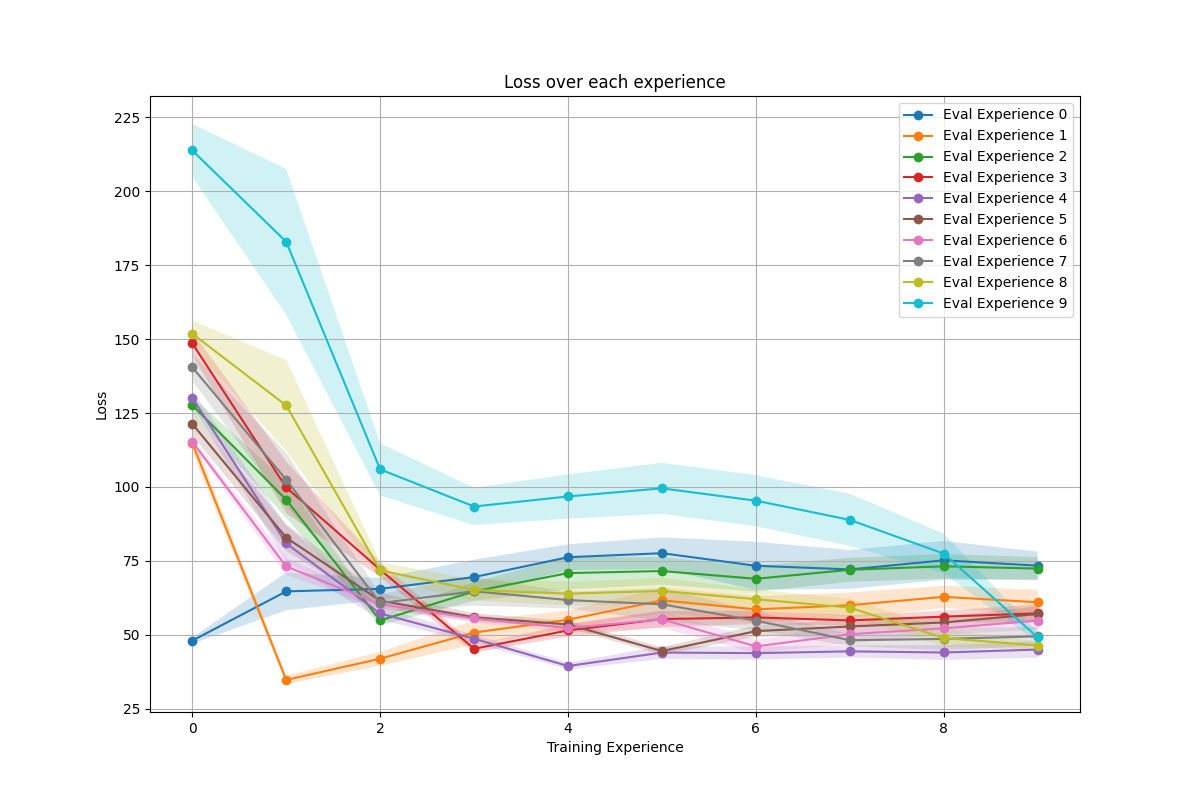 Loss over each experience
225
200
175
150
125
100
75
50
25
Loss
0
2
4
6
8
Training Experience
Eval Experience 0
Eval Experience 1
Eval Experience 2
Eval Experience 3
Eval Experience 4
Eval Experience 5
Eval Experience 6
Eval Experience 7
Eval Experience 8
Eval Experience 9